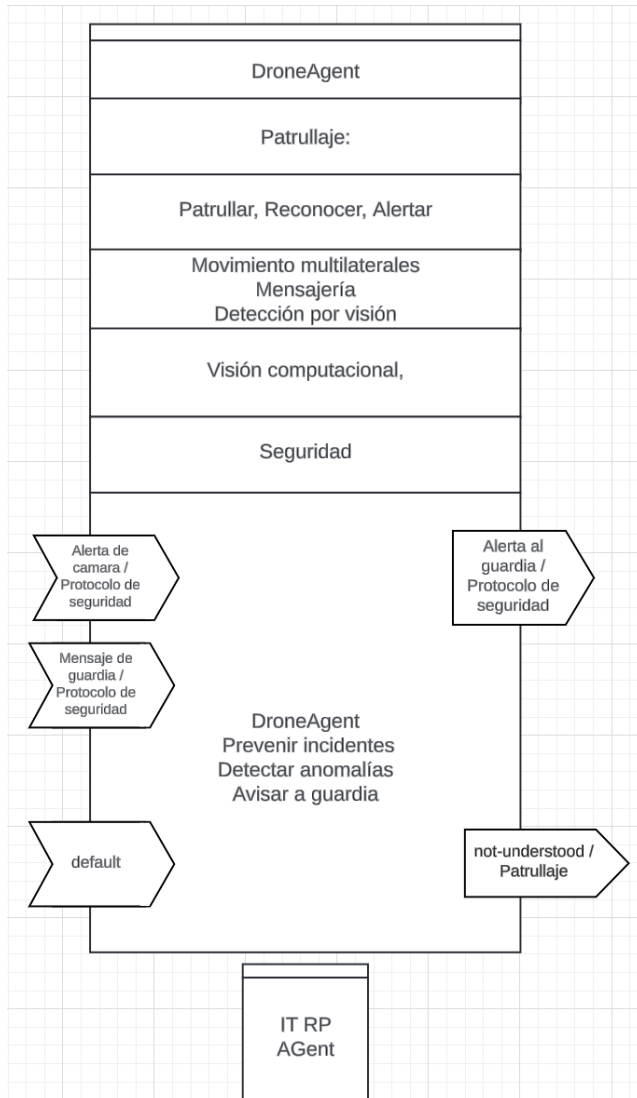 DroneAgent
Patrullaje:
Patrullar, Reconocer, Alertar
Movimiento multilaterales
Mensajería
Detección por visión
Visión computacional,
Seguridad
Alerta de
camara /
Protocolo de
seguridad
Alerta al
guardia /
Protocolo de
seguridad
Mensaje de
guardia /
Protocolo de
seguridad
DroneAgent
Prevenir incidentes
Detectar anomalías
Avisar a guardia
default
not-understood /
Patrullaje
IT RP
AGent